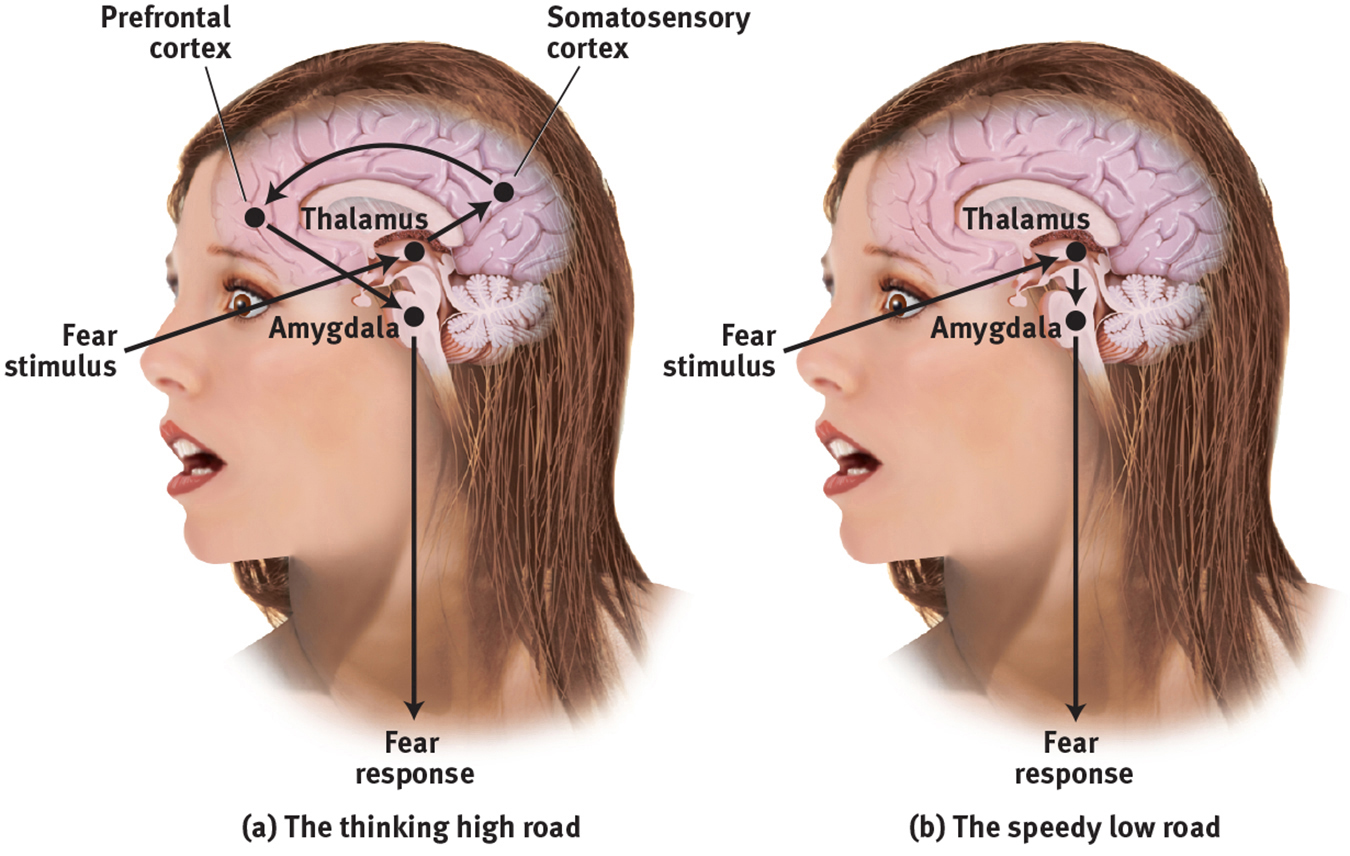 Prefrontal
cortex
Somatosensory
cortex
Thalamus
Fear
stimulus
Amygdala
Fear
response
(a) The thinking high road
Thalamus
Fear
stimulus
Amygdala
Fear
response
(b) The speedy low road